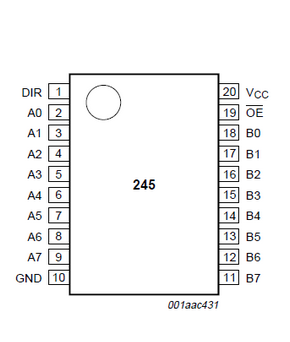 DIR 1 20 VCC
A0 2 19 O̅E̅
A1 3 18 B0
A2 4 17 B1
A3 5 16 B2
A4 6 245 15 B3
A5 7 14 B4
A6 8 13 B5
A7 9 12 B6
GND 10 11 B7
001aac431